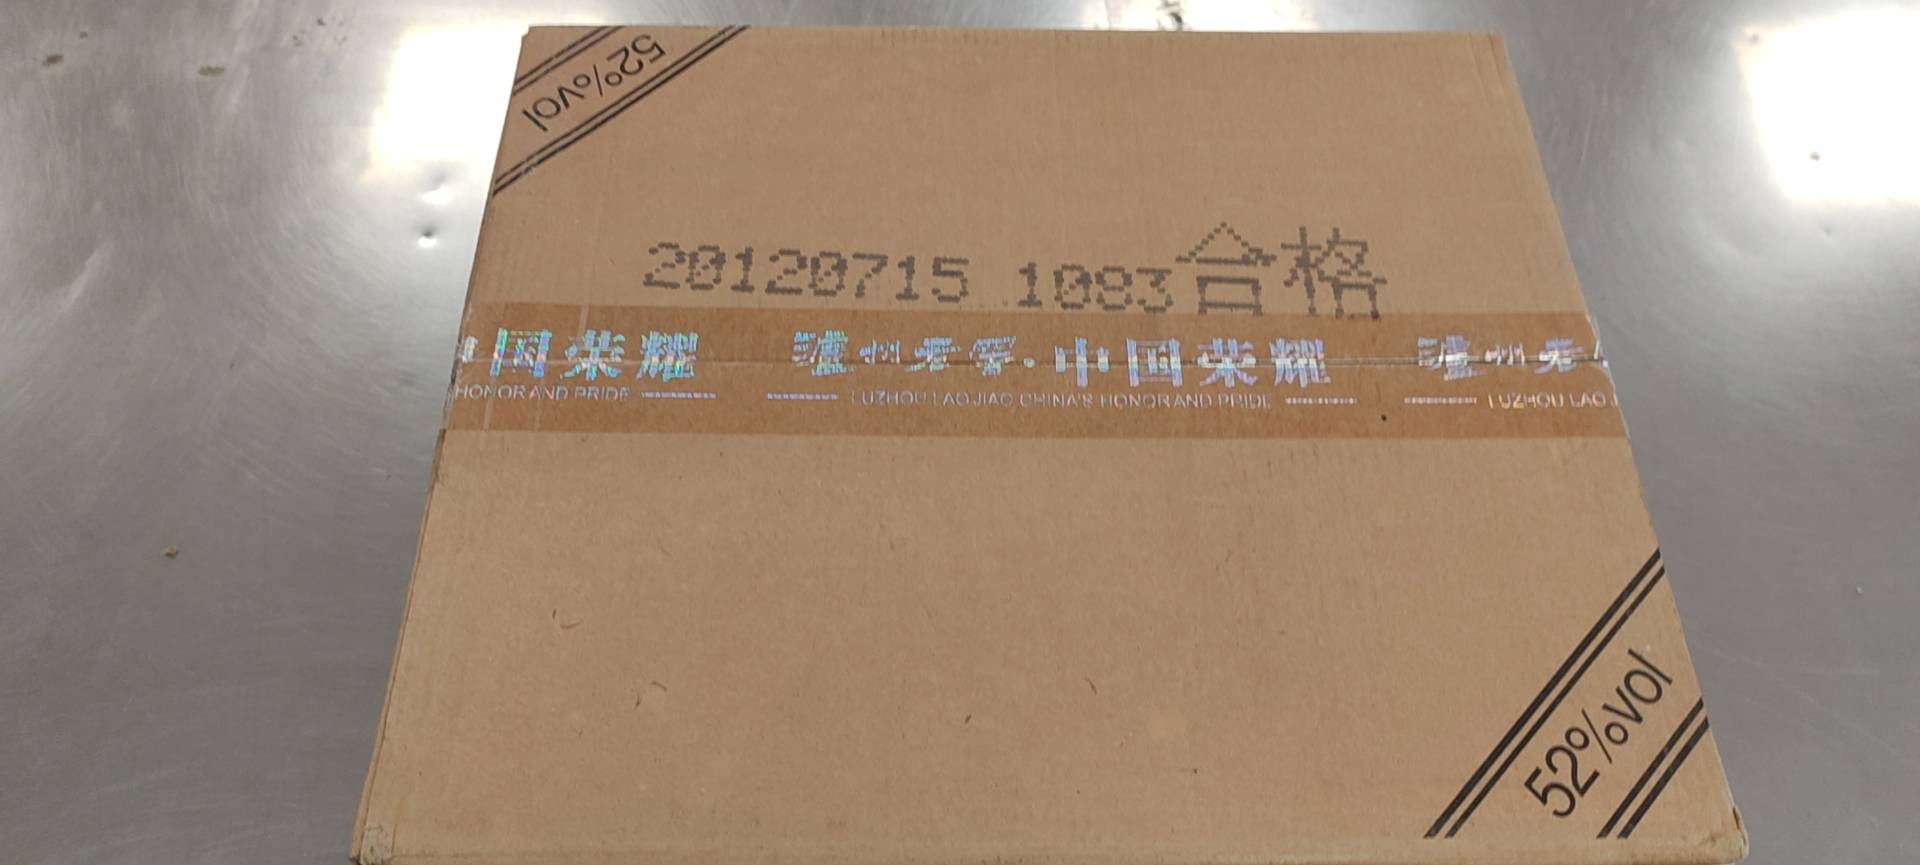 52%vol
20120715 1083合格
国荣耀 泸州老窖·中国荣耀 泸州老
HONOR AND PRIDE LUZHOU LAO JIAO CHINA'S HONOR AND PRIDE LUZHOU LAO
52%vol